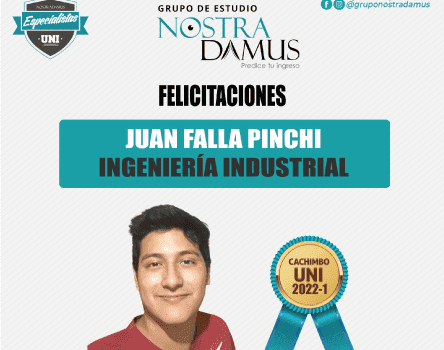 NOSTRADAMUS
Especialistas
UNI
GRUPO DE ESTUDIO
NOSTRA
DAMUS
Predice tu ingreso
@gruponostradamus
FELICITACIONES
JUAN FALLA PINCHI
INGENIERÍA INDUSTRIAL
CACHIMBO
UNI
2022-1